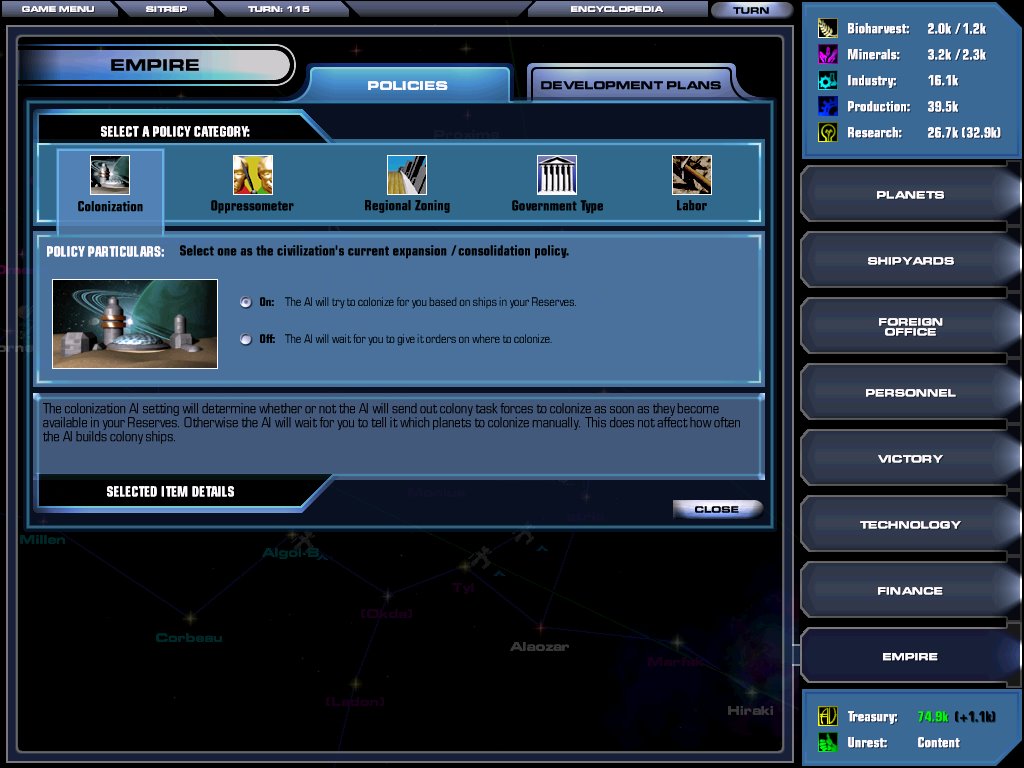 GAME MENU
SITREP
TURN: 115
ENCYCLOPEDIA
TURN
Bioharvest: 2.0k / 1.2k
Minerals: 3.2k / 2.3k
Industry: 16.1k
Production: 39.5k
Research: 26.7k (32.9k)
EMPIRE
POLICIES
DEVELOPMENT PLANS
Proxima
SELECT A POLICY CATEGORY:
Colonization
Oppressometer
Regional Zoning
Government Type
Labor
POLICY PARTICULARS: Select one as the civilization's current expansion / consolidation policy.
On: The AI will try to colonize for you based on ships in your Reserves.
Off: The AI will wait for you to give it orders on where to colonize.
The colonization AI setting will determine whether or not the AI will send out colony task forces to colonize as soon as they become
available in your Reserves. Otherwise the AI will wait for you to tell it which planets to colonize manually. This does not affect how often
the AI builds colony ships.
SELECTED ITEM DETAILS
CLOSE
PLANETS
SHIPYARDS
FOREIGN
OFFICE
PERSONNEL
VICTORY
TECHNOLOGY
FINANCE
EMPIRE
Treasury: 74.9k (+1.1k)
Unrest: Content
Millen
Algol B
Tyl
Corbeau
Alaozar
Hiraki
(Ladon)